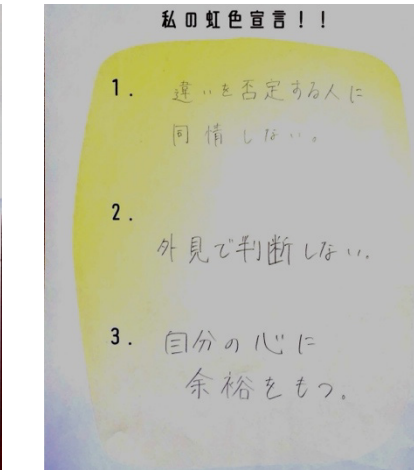 私の虹色宣言!!
1. 違いを否定する人に
同情しない。
2.
外見で判断しない。
3. 自分の心に
余裕をもつ。